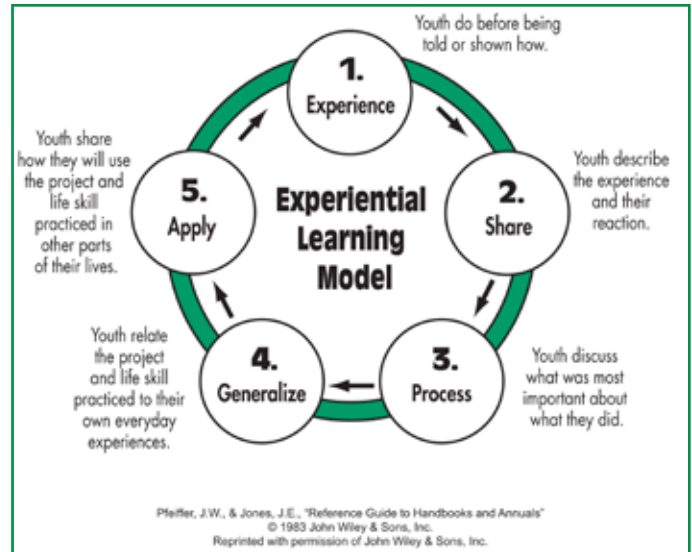 Youth do before being
told or shown how.
1.
Experience
Youth share
how they will use
the project and
life skill
practiced in
other parts
of their lives.
5.
Apply
Experiential
Learning
Model
2.
Share
Youth describe
the experience
and their
reaction.
Youth relate
the project
and life skill
practiced to their
own everyday
experiences.
4.
Generalize
3.
Process
Youth discuss
what was most
important about
what they did.
Pfeiffer, J.W., & Jones, J.E., "Reference Guide to Handbooks and Annuals"
© 1983 John Wiley & Sons, Inc.
Reprinted with permission of John Wiley & Sons, Inc.